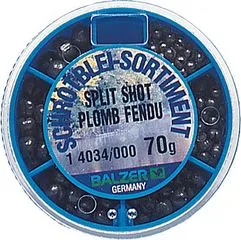 SCHROTBLEI-SORTIMENT
SPLIT SHOT
PLOMB FENDU
1 4034/000 70g
BALZER
GERMANY